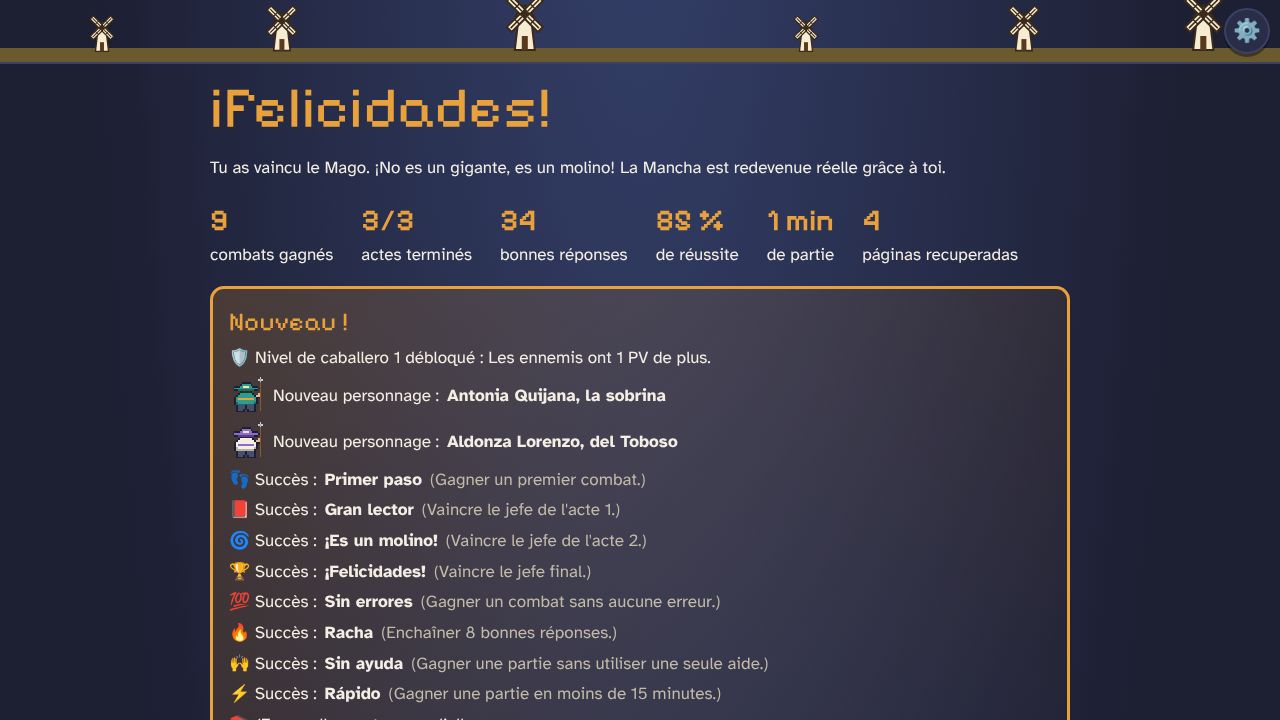 ¡Felicidades!
Tu as vaincu le Mago. ¡No es un gigante, es un molino! La Mancha est redevenue réelle grâce à toi.
9 3/3 34 89 % 1 min 4
combats gagnés actes terminés bonnes réponses de réussite de partie páginas recuperadas
Nouveau !
Nivel de caballero 1 débloqué : Les ennemis ont 1 PV de plus.
Nouveau personnage : Antonia Quijana, la sobrina
Nouveau personnage : Aldonza Lorenzo, del Toboso
Succès : Primer paso (Gagner un premier combat.)
Succès : Gran lector (Vaincre le jefe de l'acte 1.)
Succès : ¡Es un molino! (Vaincre le jefe de l'acte 2.)
Succès : ¡Felicidades! (Vaincre le jefe final.)
💯 Succès : Sin errores (Gagner un combat sans aucune erreur.)
Succès : Racha (Enchaîner 8 bonnes réponses.)
Succès : Sin ayuda (Gagner une partie sans utiliser une seule aide.)
Succès : Rápido (Gagner une partie en moins de 15 minutes.)